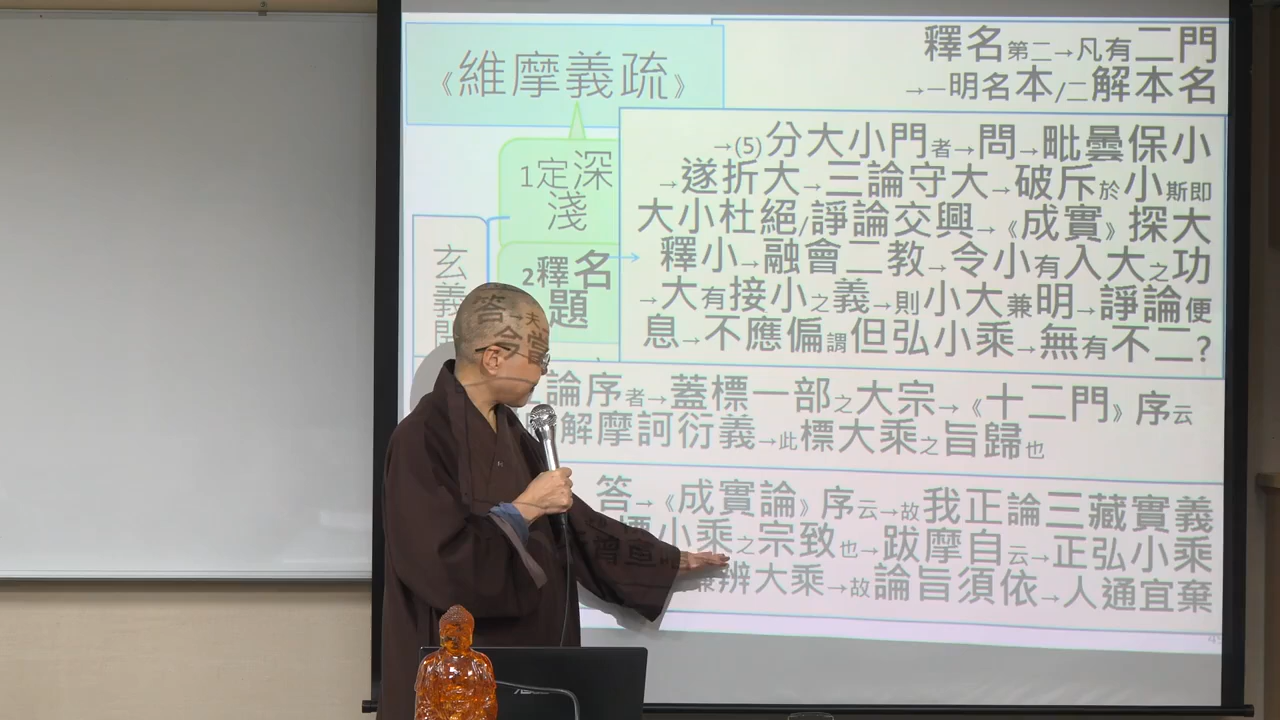 《維摩義疏》
釋名第二→凡有二門
→一明名本/二解本名
1定深
淺
2釋名
題
玄
義
→(5)分大小門者→問→毗曇保小
→遂折大→三論守大→破斥於小斯即
大小杜絕/諍論交興→《成實》探大
釋小→融會二教→令小有入大之功
→大有接小之義→則小大兼明→諍論便
息→不應偏謂但弘小乘→無有不二?
論序者→蓋標一部之大宗→《十二門》序云
解摩訶衍義→此標大乘之旨歸也
答→《成實論》序云→故我正論三藏實義
標小乘之宗致也→跋摩自云→正弘小乘
兼辨大乘→故論旨須依→人通宜棄